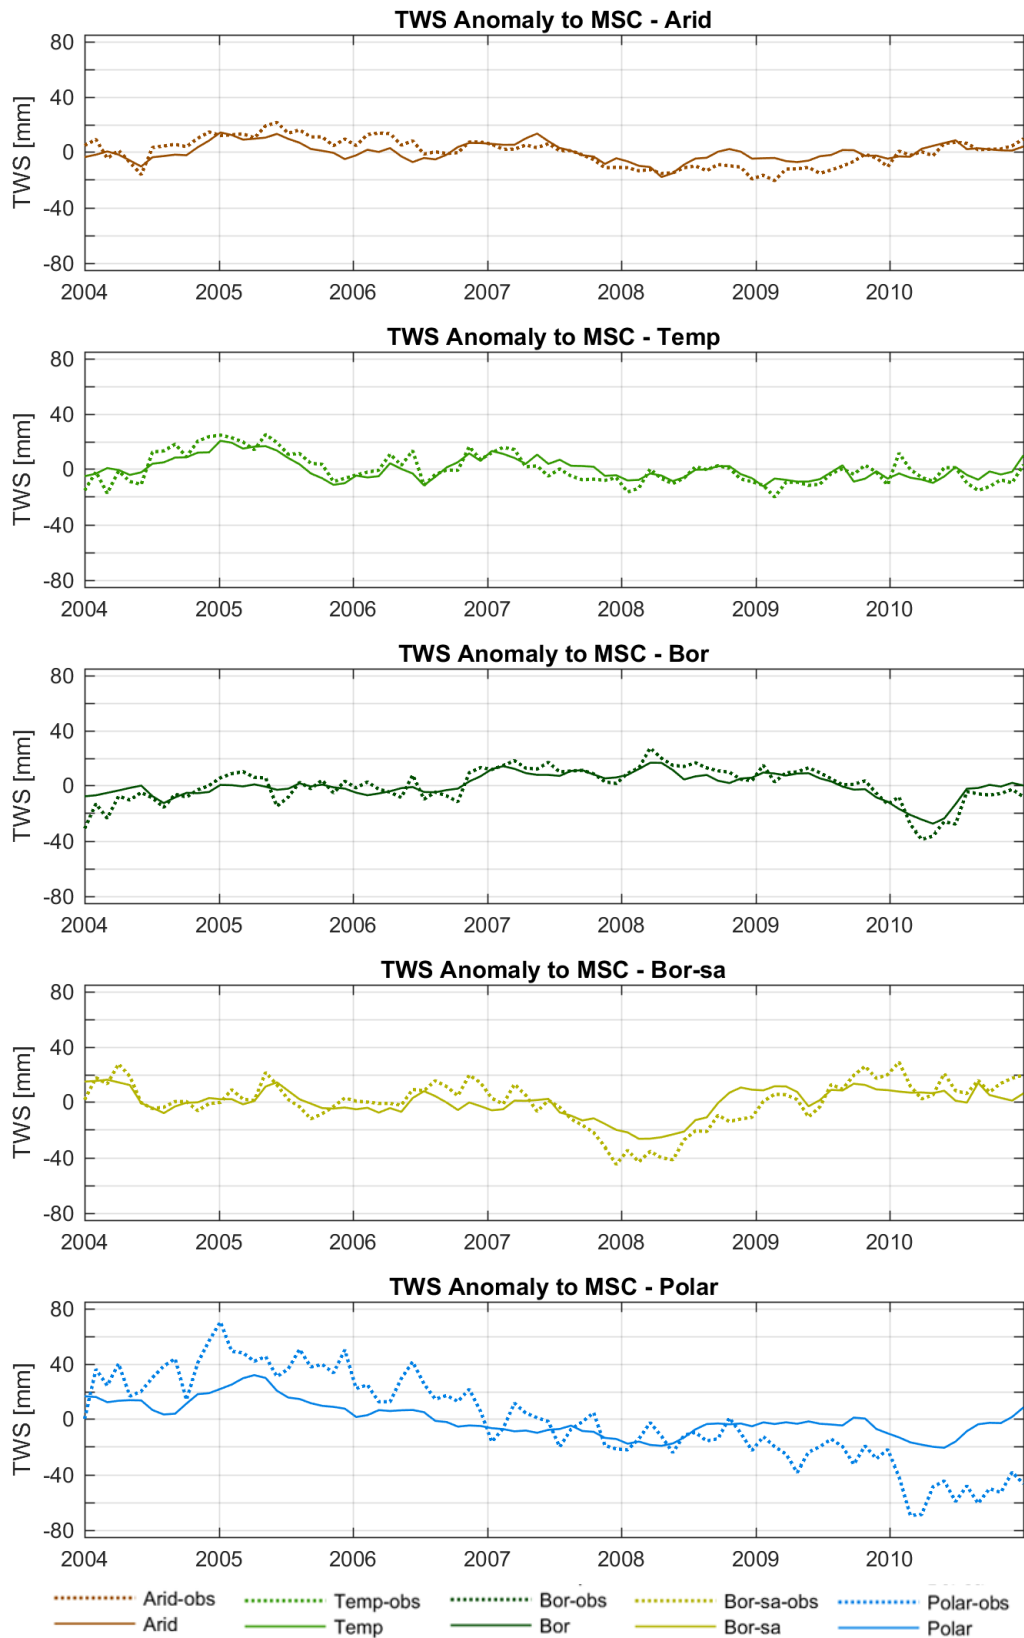 TWS Anomaly to MSC - Arid
80
40
0
-40
-80
TWS [mm]
2004 2005 2006 2007 2008 2009 2010
TWS Anomaly to MSC - Temp
80
40
0
-40
-80
TWS [mm]
2004 2005 2006 2007 2008 2009 2010
TWS Anomaly to MSC - Bor
80
40
0
-40
-80
TWS [mm]
2004 2005 2006 2007 2008 2009 2010
TWS Anomaly to MSC - Bor-sa
80
40
0
-40
-80
TWS [mm]
2004 2005 2006 2007 2008 2009 2010
TWS Anomaly to MSC - Polar
80
40
0
-40
-80
TWS [mm]
2004 2005 2006 2007 2008 2009 2010
Arid-obs Temp-obs Bor-obs Bor-sa-obs Polar-obs
Arid Temp Bor Bor-sa Polar